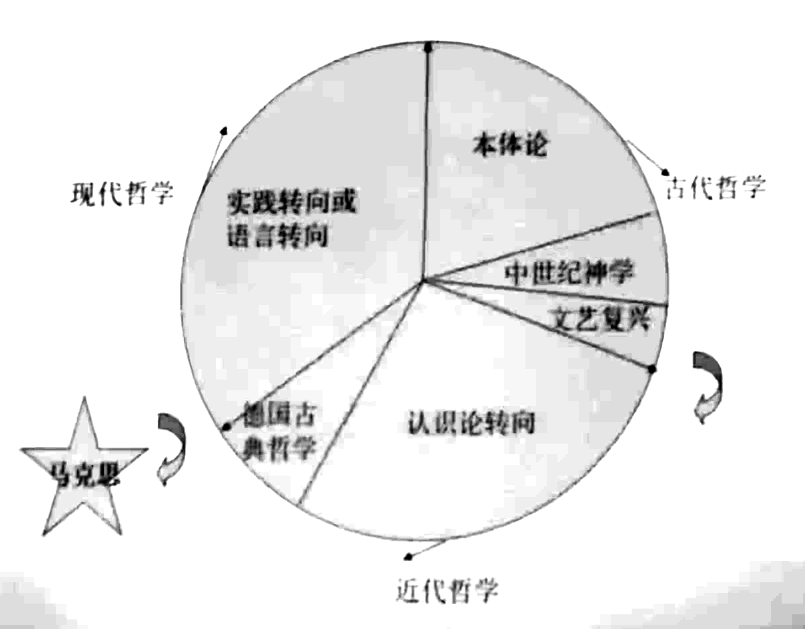 本体论
古代哲学
现代哲学
实践转向或
语言转向
中世纪神学
文艺复兴
认识论转向
德国古
典哲学
马克思
近代哲学